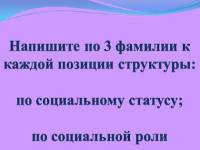 Напишите по 3 фамилии к
каждой позиции структуры:
по социальному статусу;
по социальной роли